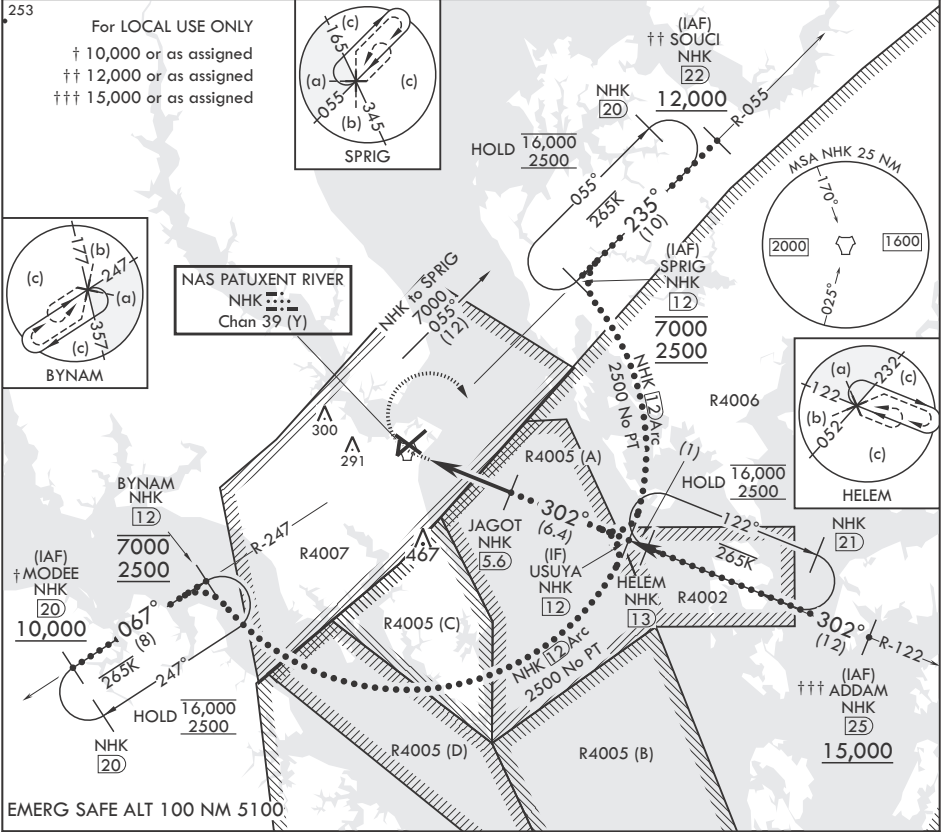 253
For LOCAL USE ONLY
† 10,000 or as assigned
†† 12,000 or as assigned
††† 15,000 or as assigned
(c)
165
(a)
(c)
055
345
(b)
SPRIG
(IAF)
†† SOUCI
NHK
22
12,000
R-055
NHK
20
HOLD 16,000
2500
055°
265K
235°
(10)
MSA NHK 25 NM
170°
2000
1600
025°
177
(b)
(c)
247
(a)
357
(c)
BYNAM
NAS PATUXENT RIVER
NHK
Chan 39 (Y)
NHK to SPRIG
7000
055°
(12)
(IAF)
SPRIG
NHK
12
7000
2500
NHK 12 Arc
2500 No PT
R4006
(a)
232
(c)
122
(b)
052
(c)
HELEM
300
291
R4005 (A)
(1)
HOLD 16,000
2500
122°
265K
NHK
21
BYNAM
NHK
12
7000
2500
R-247
R4007
467
JAGOT
NHK
5.6
302°
(6.4)
(IF)
USUYA
NHK
12
HELEM
NHK
13
R4002
302°
(12)
R-122
(IAF)
† MODEE
NHK
20
10,000
067°
(8)
265K
247°
HOLD 16,000
2500
NHK
20
R4005 (C)
NHK 12 Arc
2500 No PT
(IAF)
††† ADDAM
NHK
25
15,000
R4005 (D)
R4005 (B)
EMERG SAFE ALT 100 NM 5100